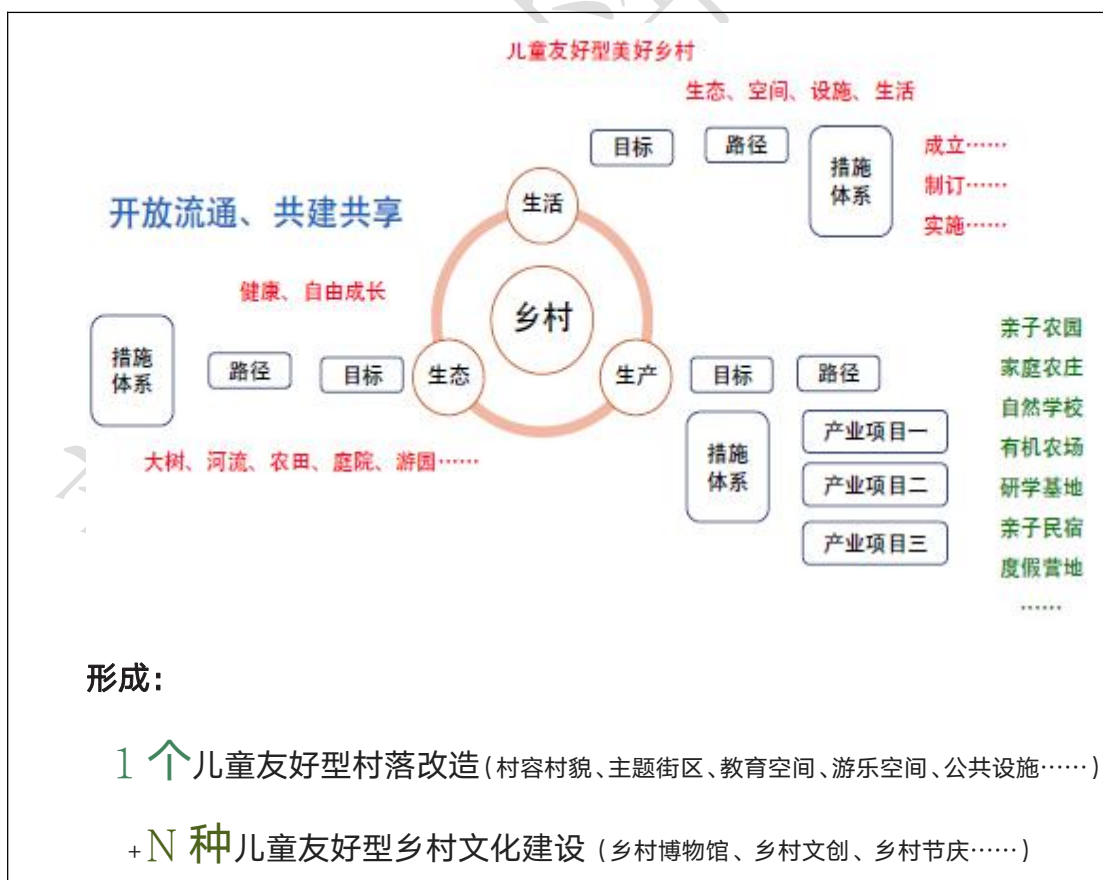 儿童友好型美好乡村
生态、空间、设施、生活
目标
路径
措施
体系
成立……
制订……
实施……
开放流通、共建共享
生活
乡村
生态
生产
健康、自由成长
措施
体系
路径
目标
大树、河流、农田、庭院、游园……
目标
路径
措施
体系
产业项目一
产业项目二
产业项目三
亲子农园
家庭农庄
自然学校
有机农场
研学基地
亲子民宿
度假营地
……
形成：
1 个儿童友好型村落改造（村容村貌、主题街区、教育空间、游乐空间、公共设施……）
+N 种儿童友好型乡村文化建设（乡村博物馆、乡村文创、乡村节庆……）